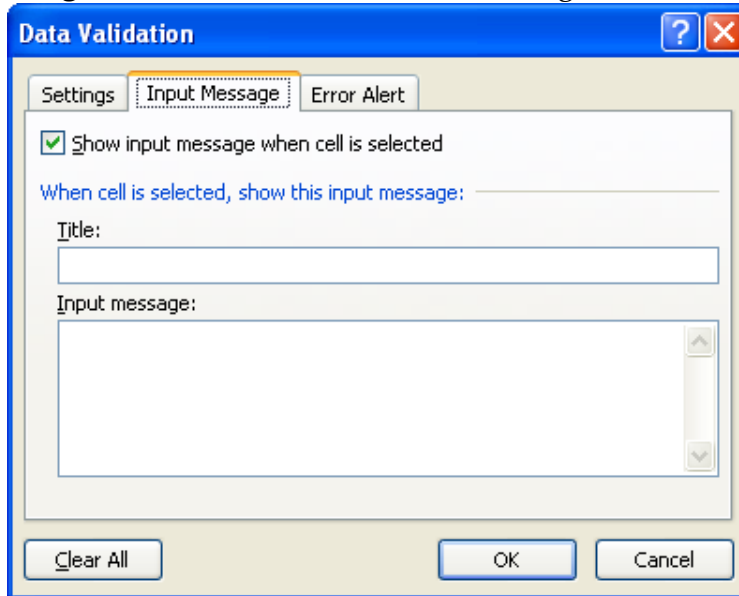 Data Validation
Settings Input Message Error Alert
Show input message when cell is selected
When cell is selected, show this input message:
Title:
Input message:
Clear All OK Cancel